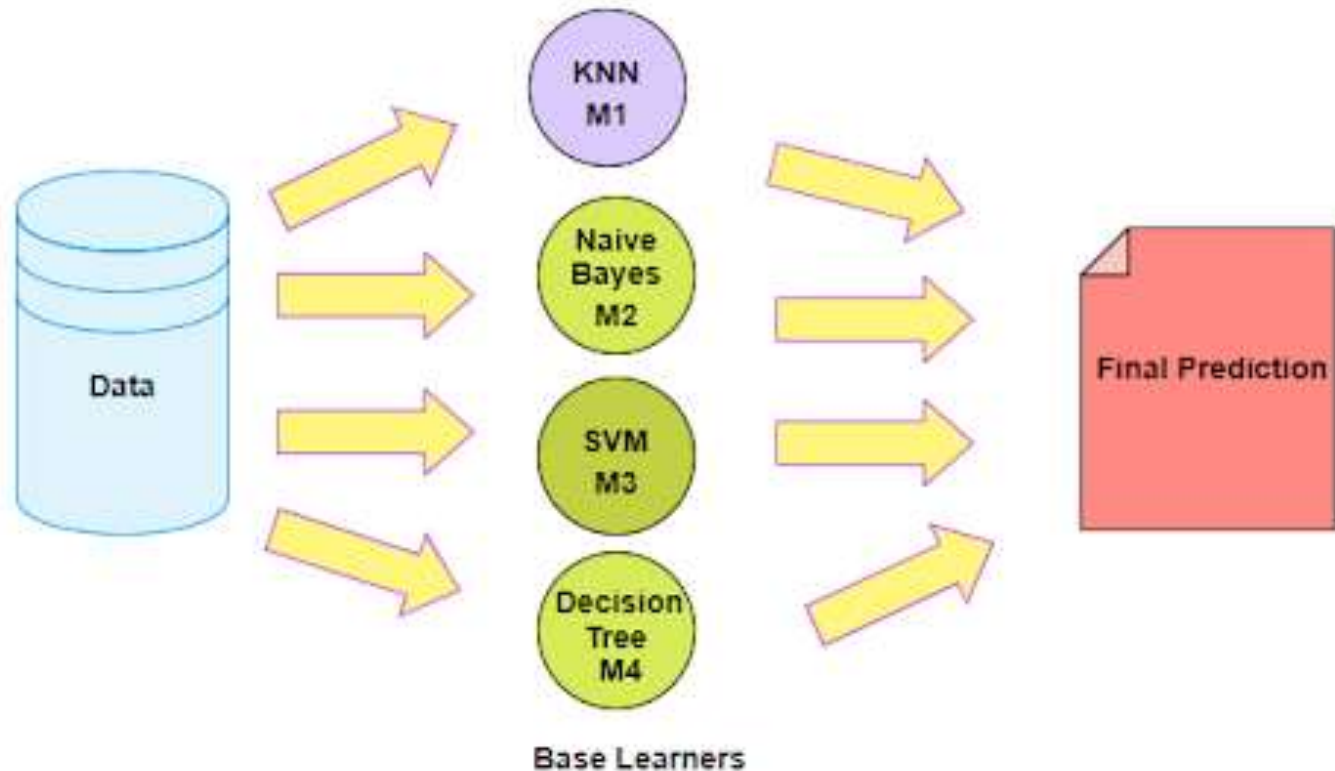 KNN
M1
Naive
Bayes
M2
Data
Final Prediction
SVM
M3
Decision
Tree
M4
Base Learners